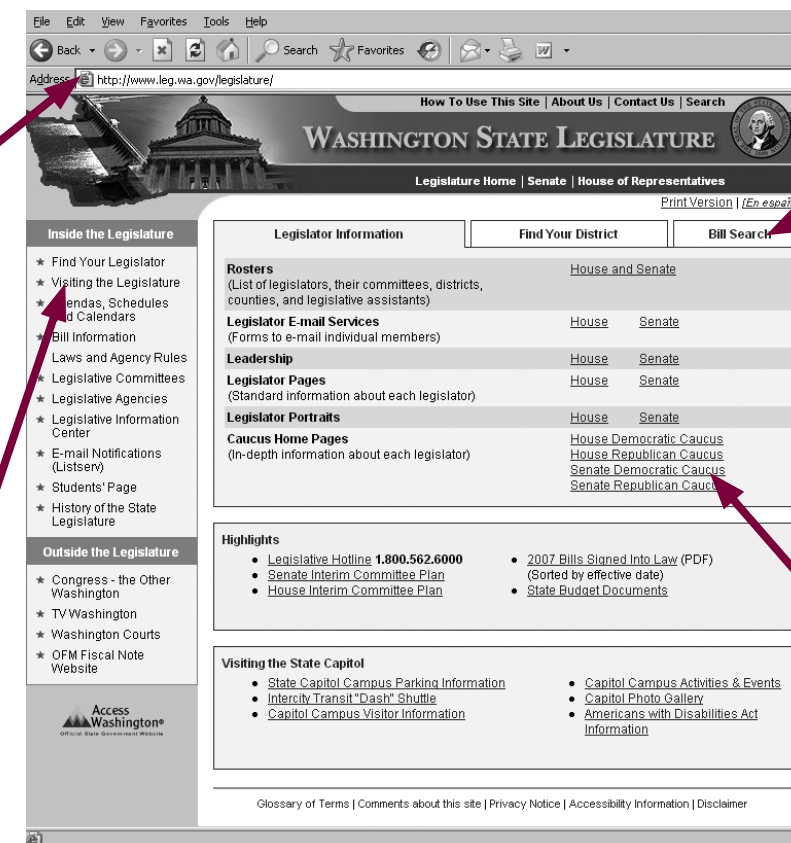 File Edit View Favorites Tools Help
Back Search Favorites
Address http://www.leg.wa.gov/legislature/
How To Use This Site | About Us | Contact Us | Search
WASHINGTON STATE LEGISLATURE
Legislature Home | Senate | House of Representatives
Print Version |
Inside the Legislature
★ Find Your Legislator
★ Visiting the Legislature
★ Agendas, Schedules
and Calendars
★ Bill Information
Laws and Agency Rules
★ Legislative Committees
★ Legislative Agencies
★ Legislative Information
Center
★ E-mail Notifications
(Listserv)
★ Students' Page
★ History of the State
Legislature
Outside the Legislature
★ Congress - the Other
Washington
★ TV Washington
★ Washington Courts
★ OFM Fiscal Note
Website
Access
Washington®
Official State Government Website
Legislator Information Find Your District Bill Search
Rosters House and Senate
(List of legislators, their committees, districts,
counties, and legislative assistants)
Legislator E-mail Services House Senate
(Forms to e-mail individual members)
Leadership House Senate
Legislator Pages House Senate
(Standard information about each legislator)
Legislator Portraits House Senate
Caucus Home Pages House Democratic Caucus
(In-depth information about each legislator) House Republican Caucus
Senate Democratic Caucus
Senate Republican Caucus
Highlights
• Legislative Hotline 1.800.562.6000
• Senate Interim Committee Plan
• House Interim Committee Plan
• 2007 Bills Signed Into Law (PDF)
(Sorted by effective date)
• State Budget Documents
Visiting the State Capitol
• State Capitol Campus Parking Information
• Intercity Transit "Dash" Shuttle
• Capitol Campus Visitor Information
• Capitol Campus Activities & Events
• Capitol Photo Gallery
• Americans with Disabilities Act
Information
Glossary of Terms | Comments about this site | Privacy Notice | Accessibility Information | Disclaimer